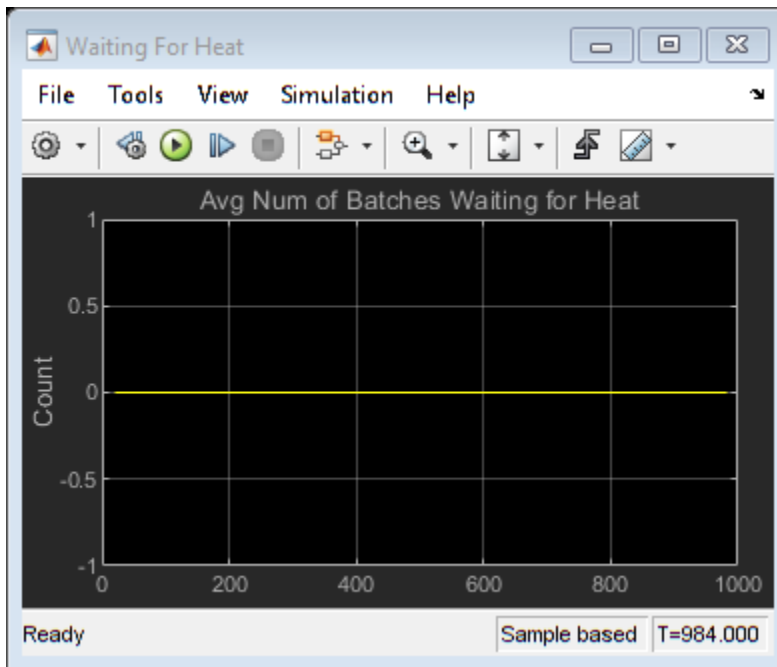 Waiting For Heat
File Tools View Simulation Help
Avg Num of Batches Waiting for Heat
1
0.5
0
-0.5
-1
Count
0 200 400 600 800 1000
Ready Sample based T=984.000